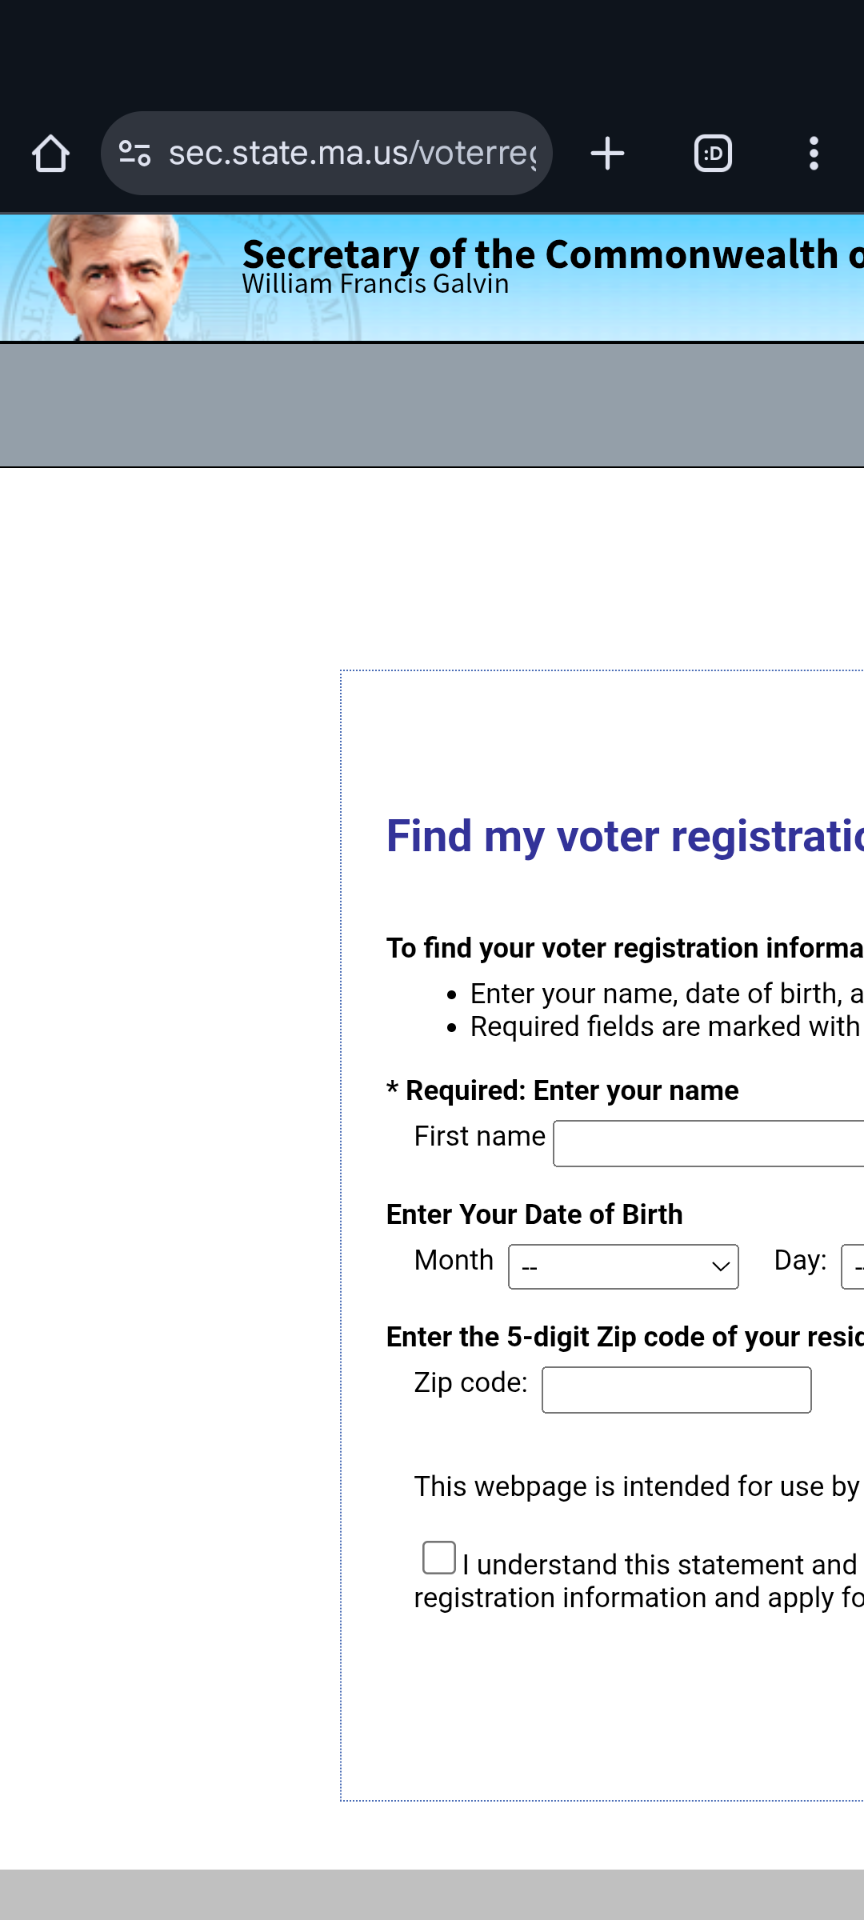 sec.state.ma.us/voterreg
:D
Secretary of the Commonwealth o
William Francis Galvin
Find my voter registratio
To find your voter registration informa
• Enter your name, date of birth, a
• Required fields are marked with
* Required: Enter your name
First name
Enter Your Date of Birth
Month -- Day: --
Enter the 5-digit Zip code of your resid
Zip code:
This webpage is intended for use by
I understand this statement and
registration information and apply fo